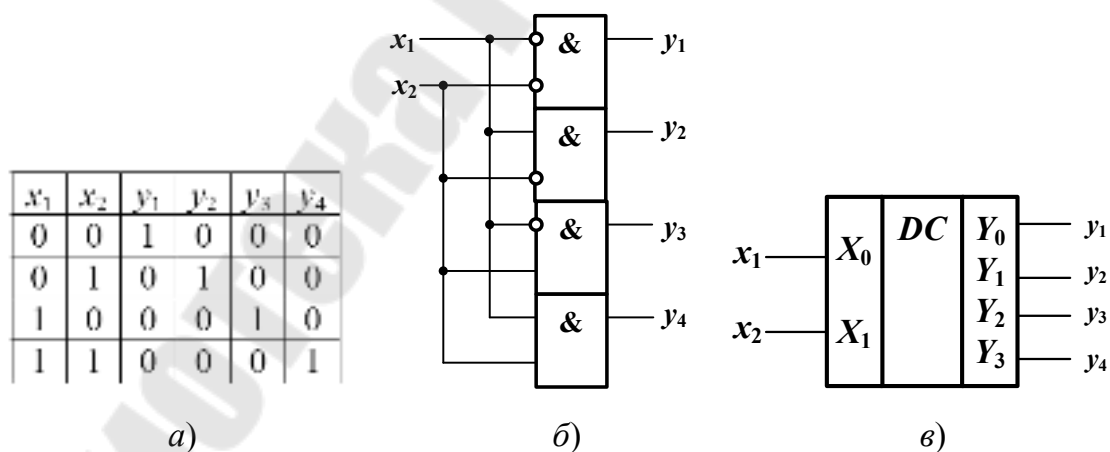 x₁ x₂ y₁ y₂ y₃ y₄
0 0 1 0 0 0
0 1 0 1 0 0
1 0 0 0 1 0
1 1 0 0 0 1
а)
x₁
x₂
&
y₁
&
y₂
&
y₃
&
y₄
б)
x₁
x₂
X₀
X₁
DC
Y₀
Y₁
Y₂
Y₃
y₁
y₂
y₃
y₄
в)